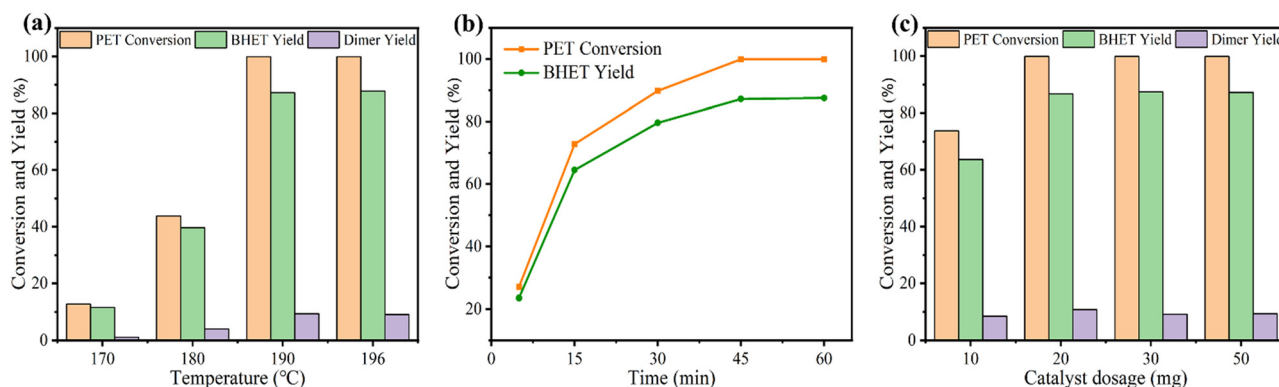 (a)
PET Conversion BHET Yield Dimer Yield
Conversion and Yield (%)
100
80
60
40
20
0
170 180 190 196
Temperature (℃)
(b)
PET Conversion
BHET Yield
Conversion and Yield (%)
100
80
60
40
20
0 15 30 45 60
Time (min)
(c)
PET Conversion BHET Yield Dimer Yield
Conversion and Yield (%)
100
80
60
40
20
0
10 20 30 50
Catalyst dosage (mg)